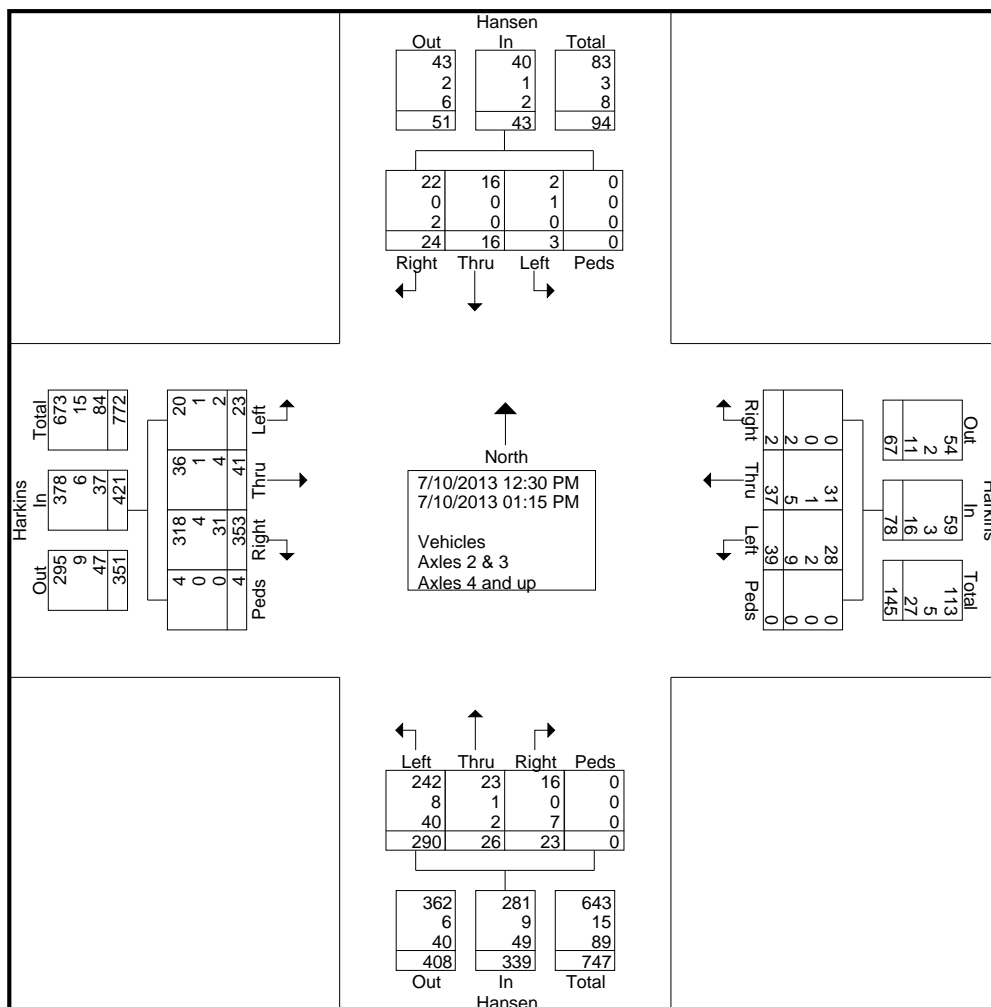 Hansen
Out In Total
43 40 83
2 1 3
6 2 8
51 43 94
22 16 2 0
0 0 1 0
2 0 0 0
24 16 3 0
Right Thru Left Peds
Harkins
Total
673 15 84 772
In
378 6 37 421
Out
295 9 47 351
20 1 2 23
Left
36 1 4 41
Thru
318 4 31 353
Right
4 0 0 4
Peds
North
7/10/2013 12:30 PM
7/10/2013 01:15 PM
Vehicles
Axles 2 & 3
Axles 4 and up
Right
0 0 2 2
Thru
31 1 5 37
Left
28 2 9 39
Peds
0 0 0 0
Out
54 2 11 67
In
59 3 16 78
Total
113 5 27 145
Harkins
Left Thru Right Peds
242 23 16 0
8 1 0 0
40 2 7 0
290 26 23 0
362 281 643
6 9 15
40 49 89
408 339 747
Out In Total
Hansen